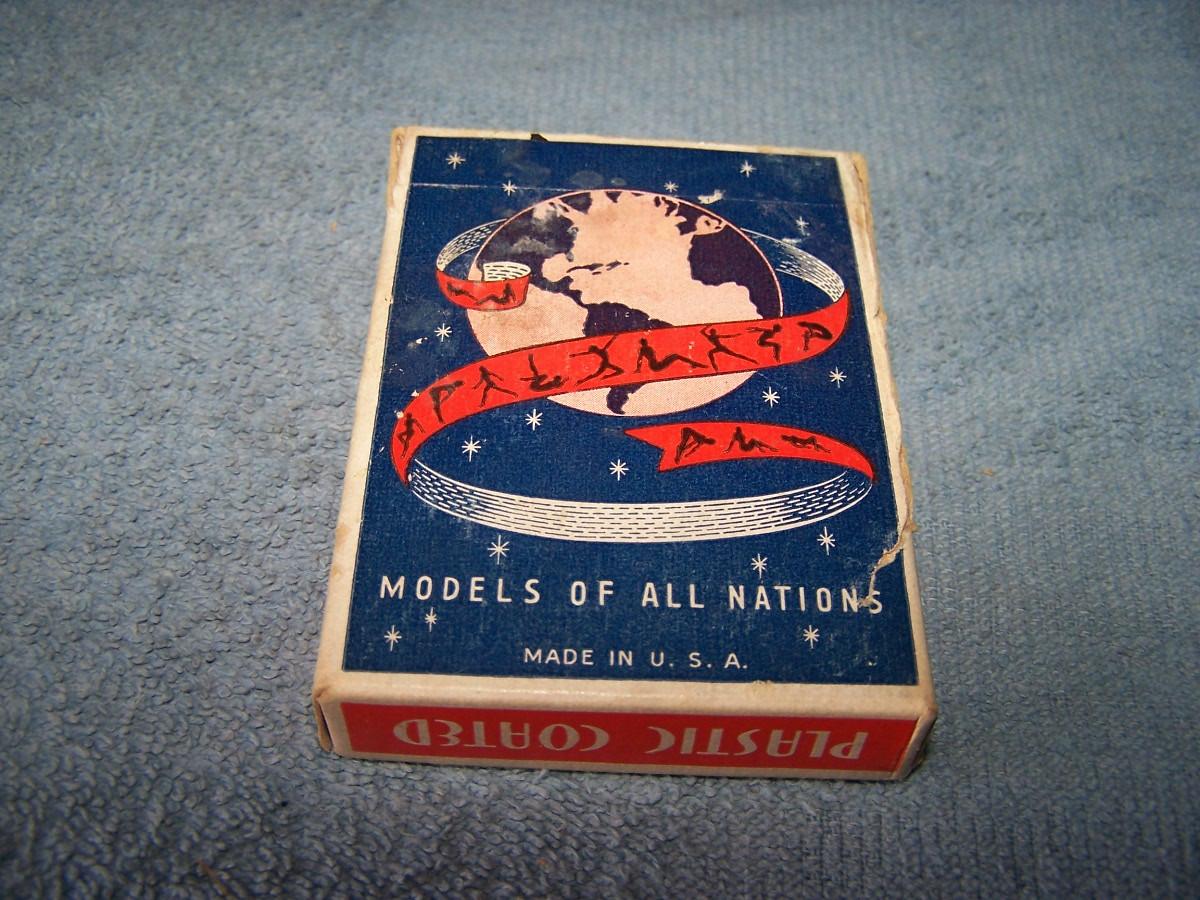 MODELS OF ALL NATIONS
MADE IN U. S. A.
PLASTIC COATED